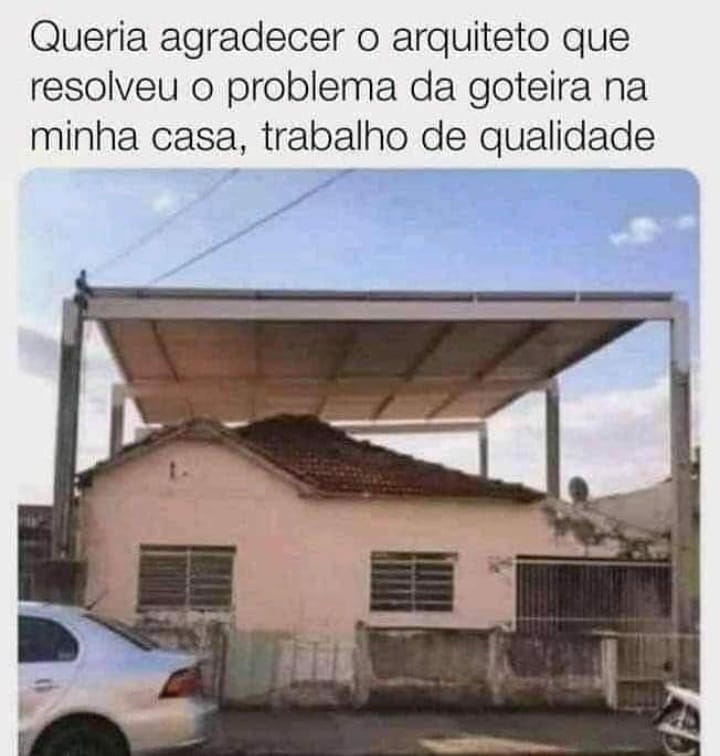 Queria agradecer o arquiteto que
resolveu o problema da goteira na
minha casa, trabalho de qualidade